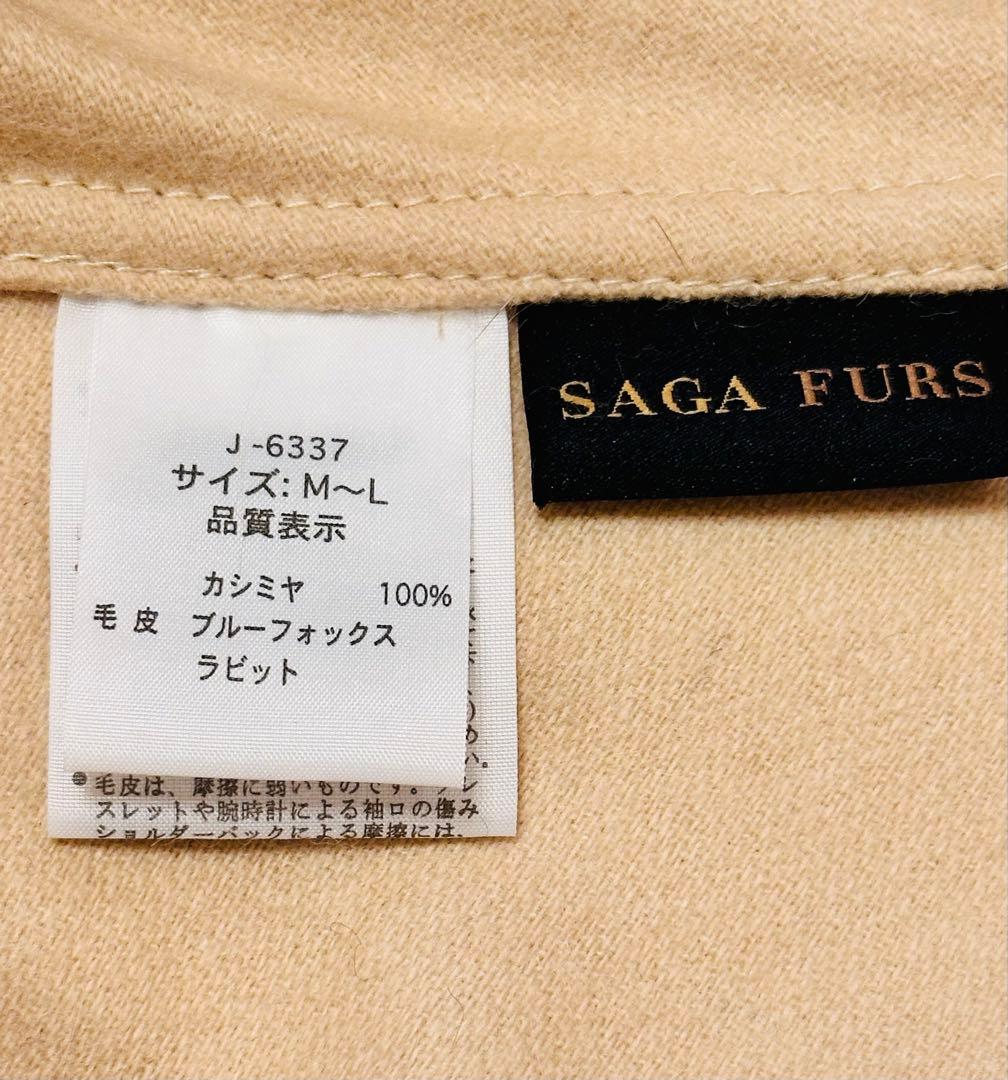 J-6337
サイズ: M～L
品質表示
カシミヤ 100%
毛皮 ブルーフォックス
ラビット
SAGA FURS
毛皮は、摩擦に弱いものです。
スレットや腕時計による袖口の傷み
ショルダーバックによる摩擦には、